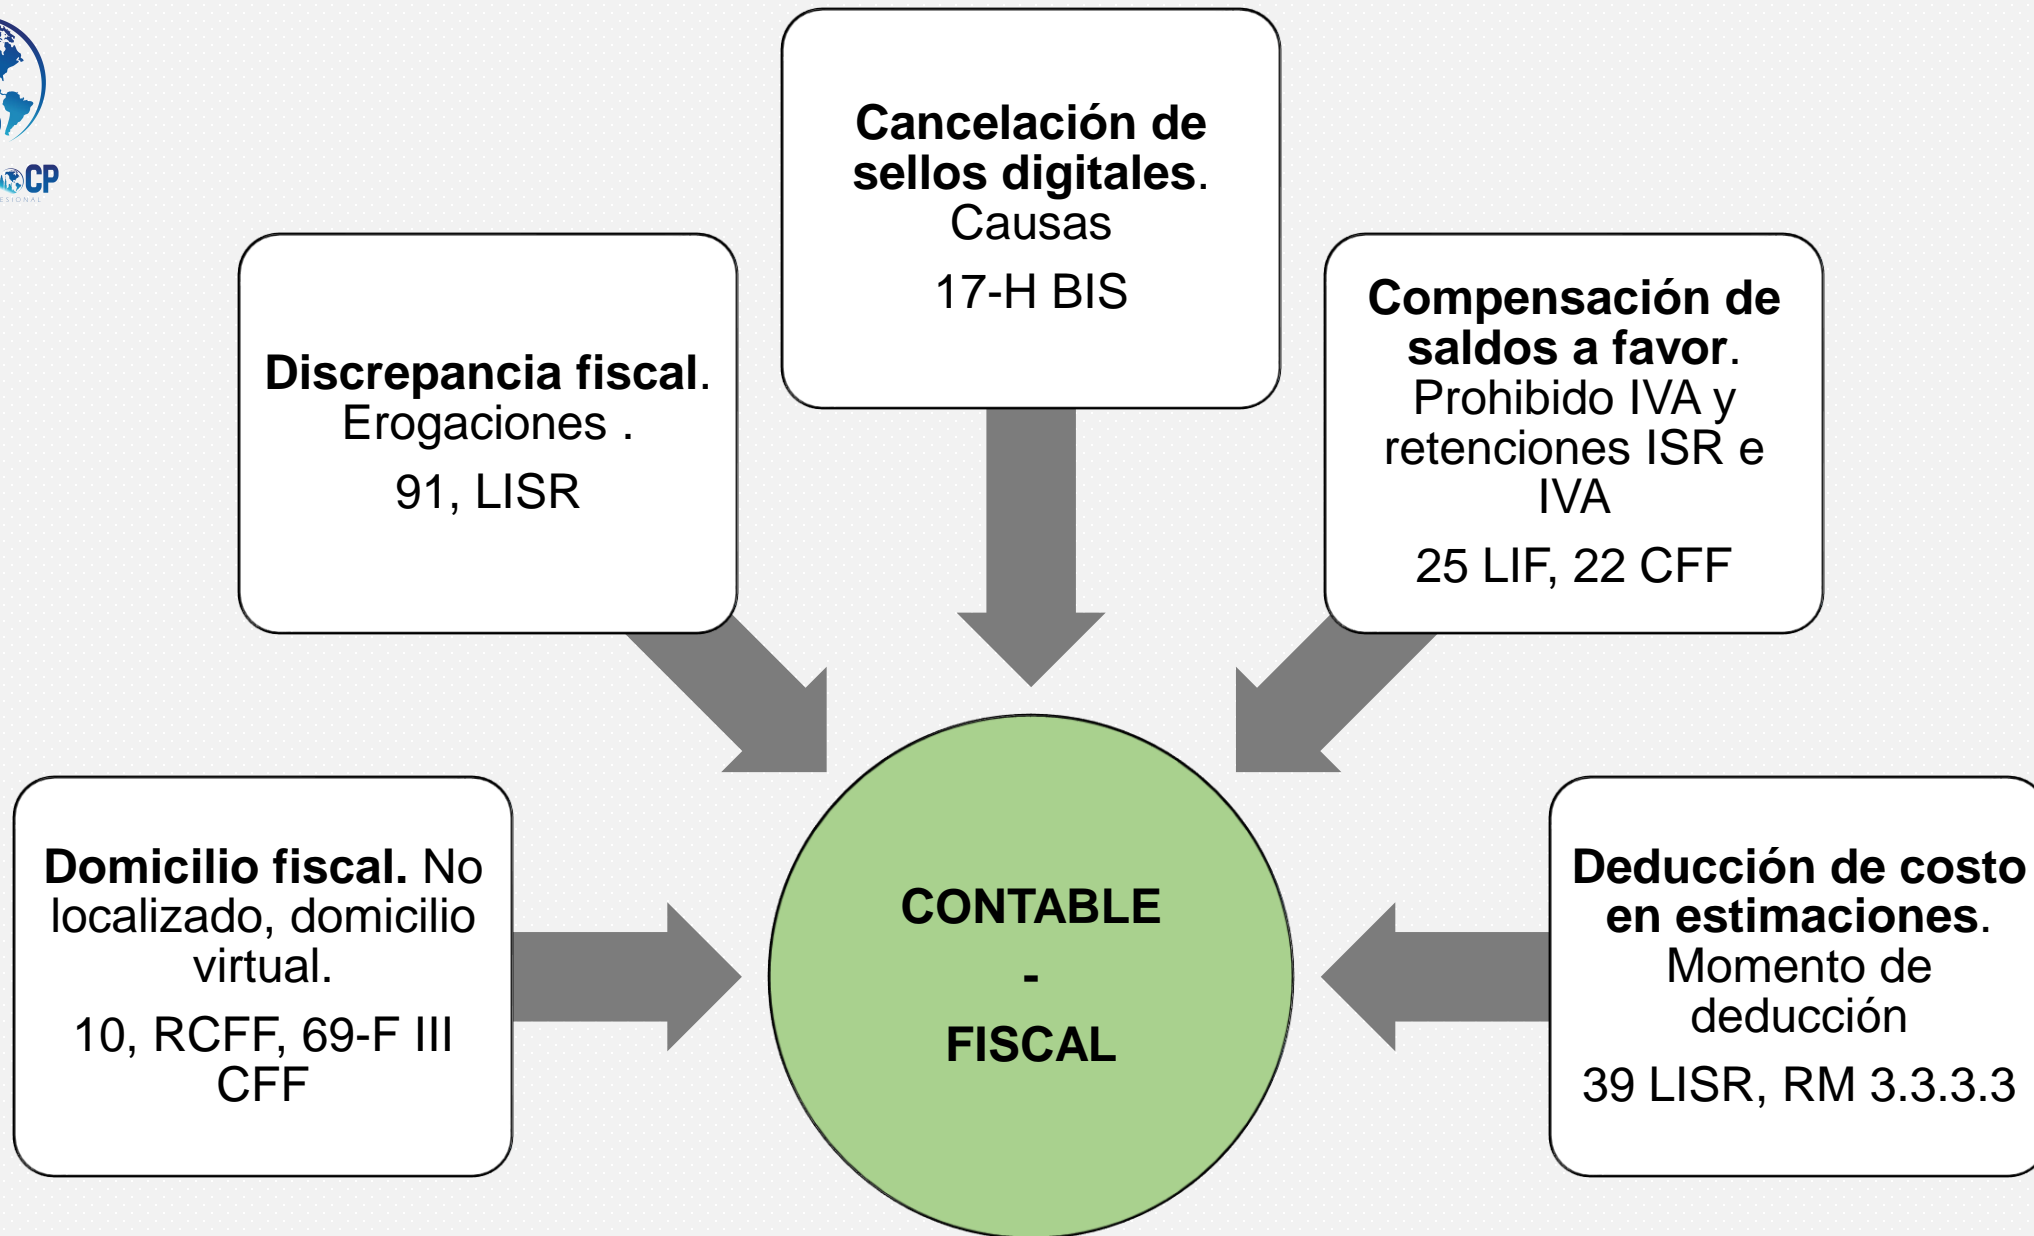 CP
Cancelación de
sellos digitales.
Causas
17-H BIS
Discrepancia fiscal.
Erogaciones .
91, LISR
Compensación de
saldos a favor.
Prohibido IVA y
retenciones ISR e
IVA
25 LIF, 22 CFF
Domicilio fiscal. No
localizado, domicilio
virtual.
10, RCFF, 69-F III
CFF
CONTABLE
-
FISCAL
Deducción de costo
en estimaciones.
Momento de
deducción
39 LISR, RM 3.3.3.3